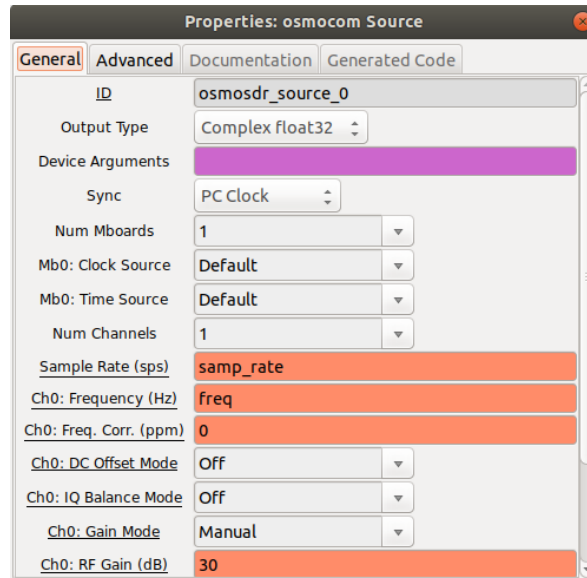 Properties: osmocom Source
General Advanced Documentation Generated Code
ID osmosdr_source_0
Output Type Complex float32
Device Arguments
Sync PC Clock
Num Mboards 1
Mb0: Clock Source Default
Mb0: Time Source Default
Num Channels 1
Sample Rate (sps) samp_rate
Ch0: Frequency (Hz) freq
Ch0: Freq. Corr. (ppm) 0
Ch0: DC Offset Mode Off
Ch0: IQ Balance Mode Off
Ch0: Gain Mode Manual
Ch0: RF Gain (dB) 30